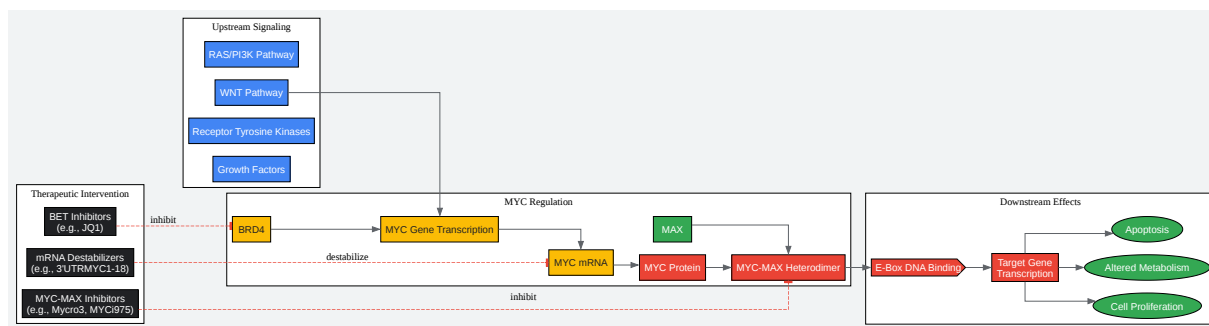 Upstream Signaling
RAS/PI3K Pathway
WNT Pathway
Receptor Tyrosine Kinases
Growth Factors
Therapeutic Intervention
BET Inhibitors
(e.g., JQ1)
mRNA Destabilizers
(e.g., 3'UTRMYC1-18)
MYC-MAX Inhibitors
(e.g., Mycro3, MYCi975)
inhibit
destabilize
inhibit
MYC Regulation
BRD4
MYC Gene Transcription
MAX
MYC mRNA
MYC Protein
MYC-MAX Heterodimer
Downstream Effects
E-Box DNA Binding
Target Gene
Transcription
Apoptosis
Altered Metabolism
Cell Proliferation